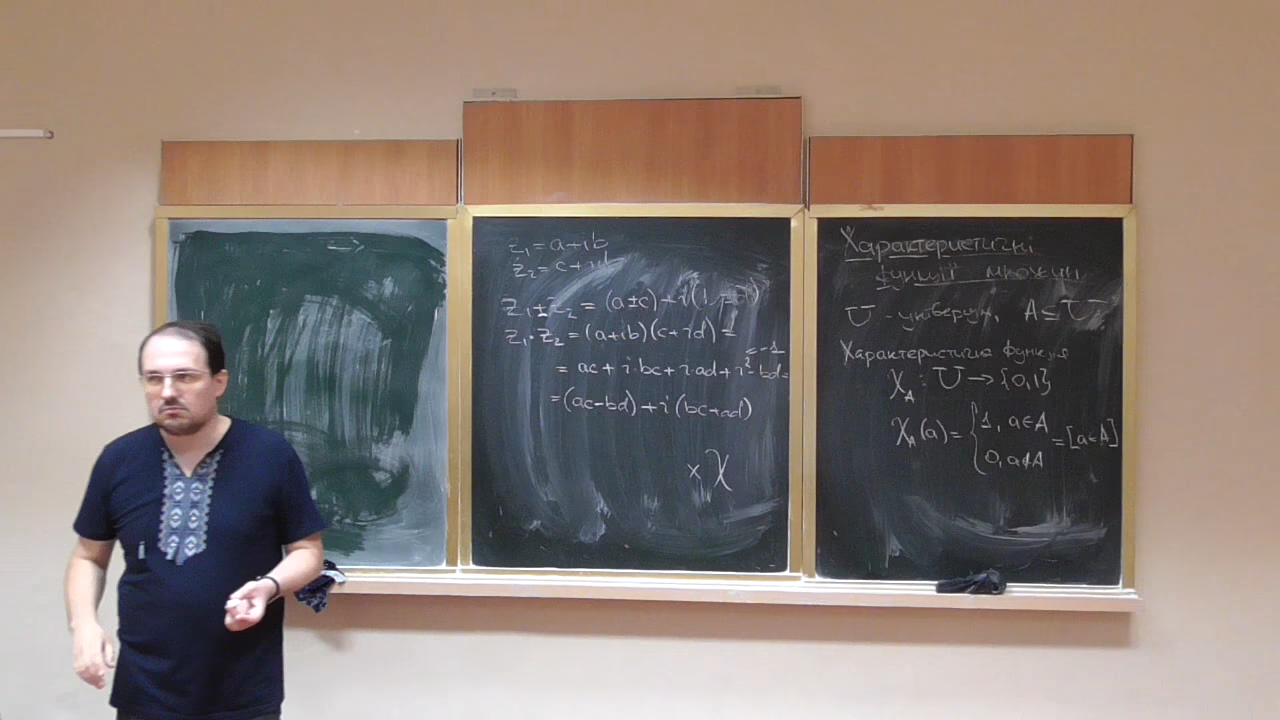 z₁ = a + ib
z₂ = c + id
z₁ ± z₂ = (a ± c) + i(b ± d)
z₁ · z₂ = (a + ib)(c + id) =
= -1
= ac + i·bc + i·ad + i²·bd =
= (ac - bd) + i(bc + ad)
x, χ
Характеристичні
функції множин
U - універсум, A ⊆ U
Характеристична функція
χ_A : U → {0,1}
χ_A(a) = { 1, a ∈ A
0, a ∉ A
= [a ∈ A]